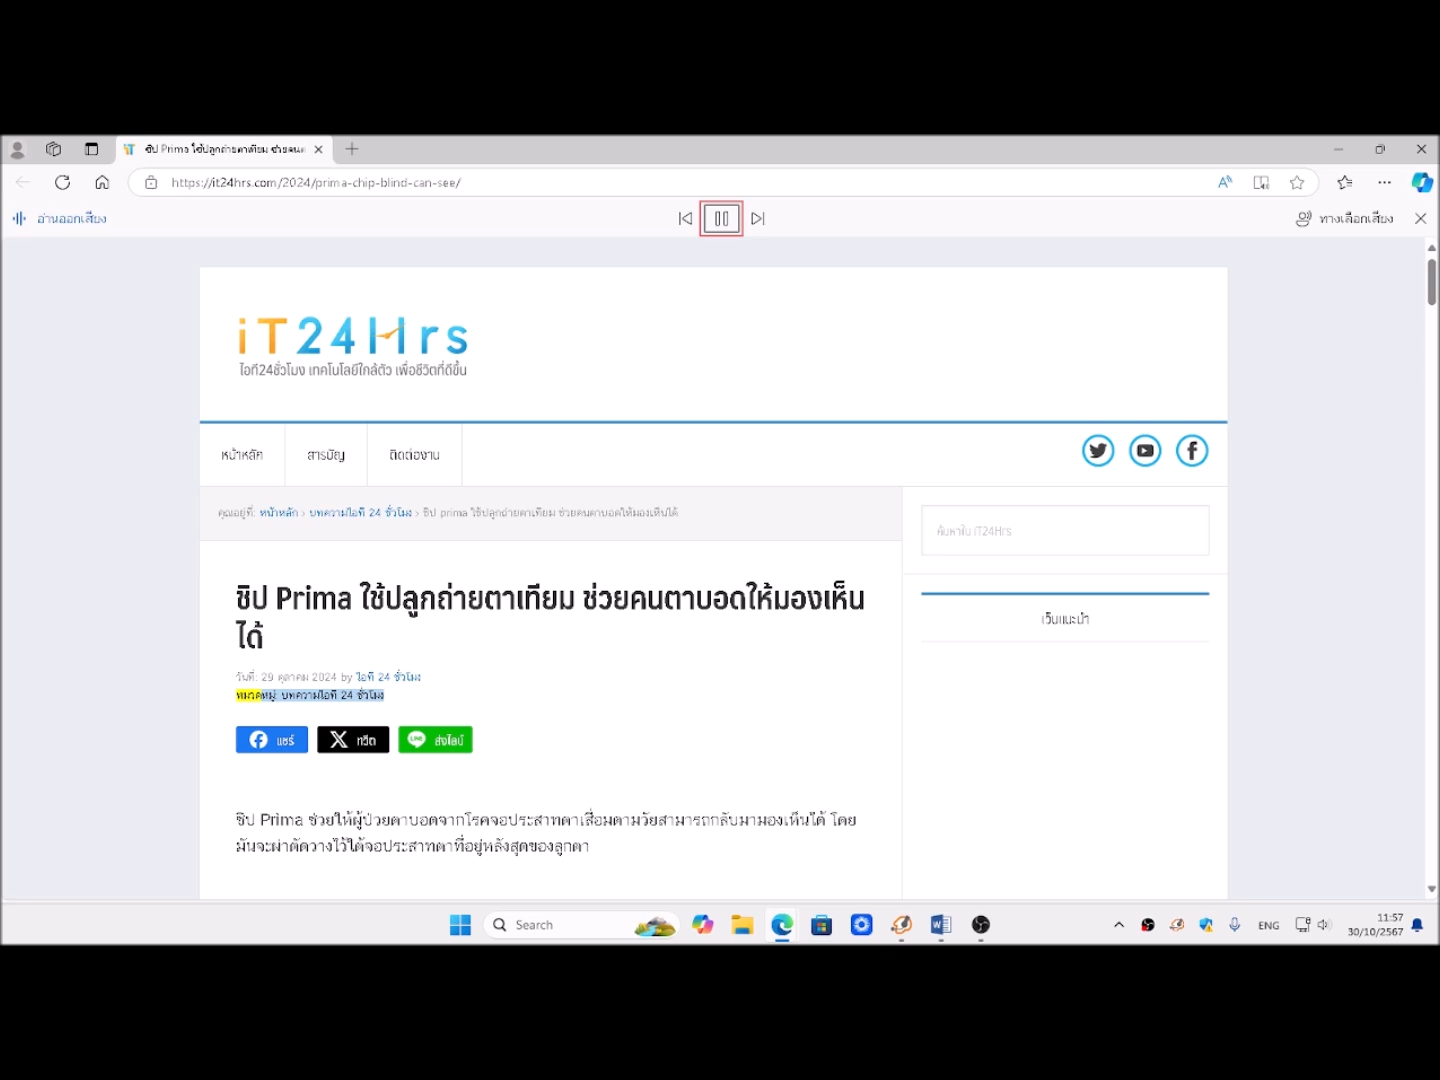 ชิป Prima ใช้ปลูกถ่ายตาเทียม ช่วยคนต
https://it24hrs.com/2024/prima-chip-blind-can-see/
อ่านออกเสียง
ทางเลือกเสียง
iT24Hrs
ไอที24ชั่วโมง เทคโนโลยีใกล้ตัว เพื่อชีวิตที่ดีขึ้น
หน้าหลัก สารบัญ ติดต่องาน
คุณอยู่ที่: หน้าหลัก › บทความไอที 24 ชั่วโมง › ชิป prima ใช้ปลูกถ่ายตาเทียม ช่วยคนตาบอดให้มองเห็นได้
ค้นหาใน iT24Hrs
ชิป Prima ใช้ปลูกถ่ายตาเทียม ช่วยคนตาบอดให้มองเห็น
ได้
เว็บแนะนำ
วันที่: 29 ตุลาคม 2024 by ไอที 24 ชั่วโมง
หมวดหมู่: บทความไอที 24 ชั่วโมง
แชร์ ทวีต ส่งไลน์
ชิป Prima ช่วยให้ผู้ป่วยตาบอดจากโรคจอประสาทตาเสื่อมตามวัยสามารถกลับมามองเห็นได้ โดย
มันจะผ่าตัดวางไว้ใต้จอประสาทตาที่อยู่หลังสุดของลูกตา
Search
ENG
11:57
30/10/2567